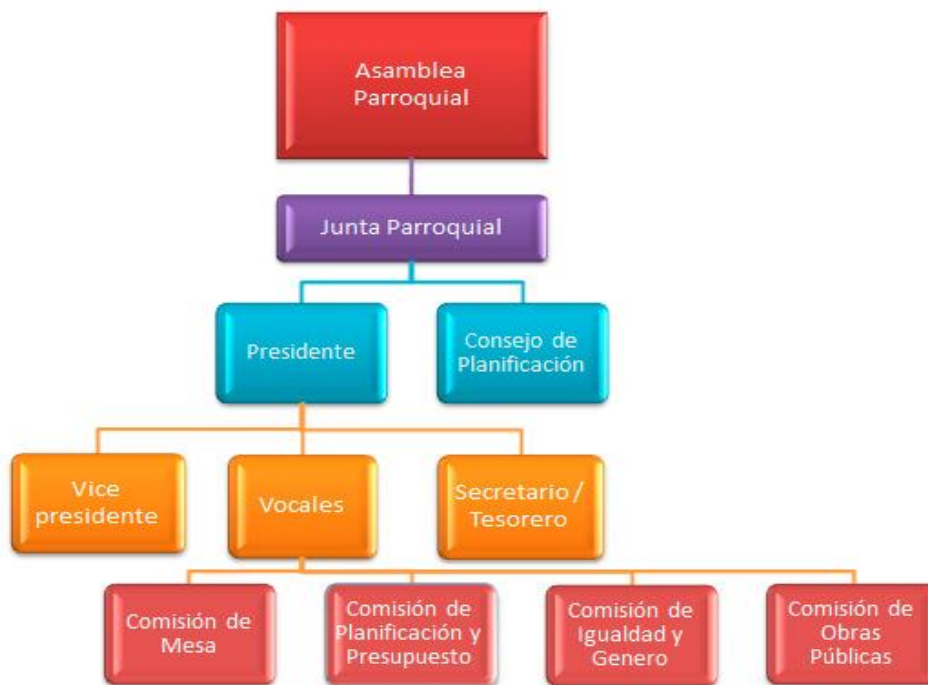 Asamblea
Parroquial
Junta Parroquial
Presidente
Consejo de
Planificación
Vice
presidente
Vocales
Secretario /
Tesorero
Comisión de
Mesa
Comisión de
Planificación y
Presupuesto
Comisión de
Igualdad y
Genero
Comisión de
Obras
Públicas